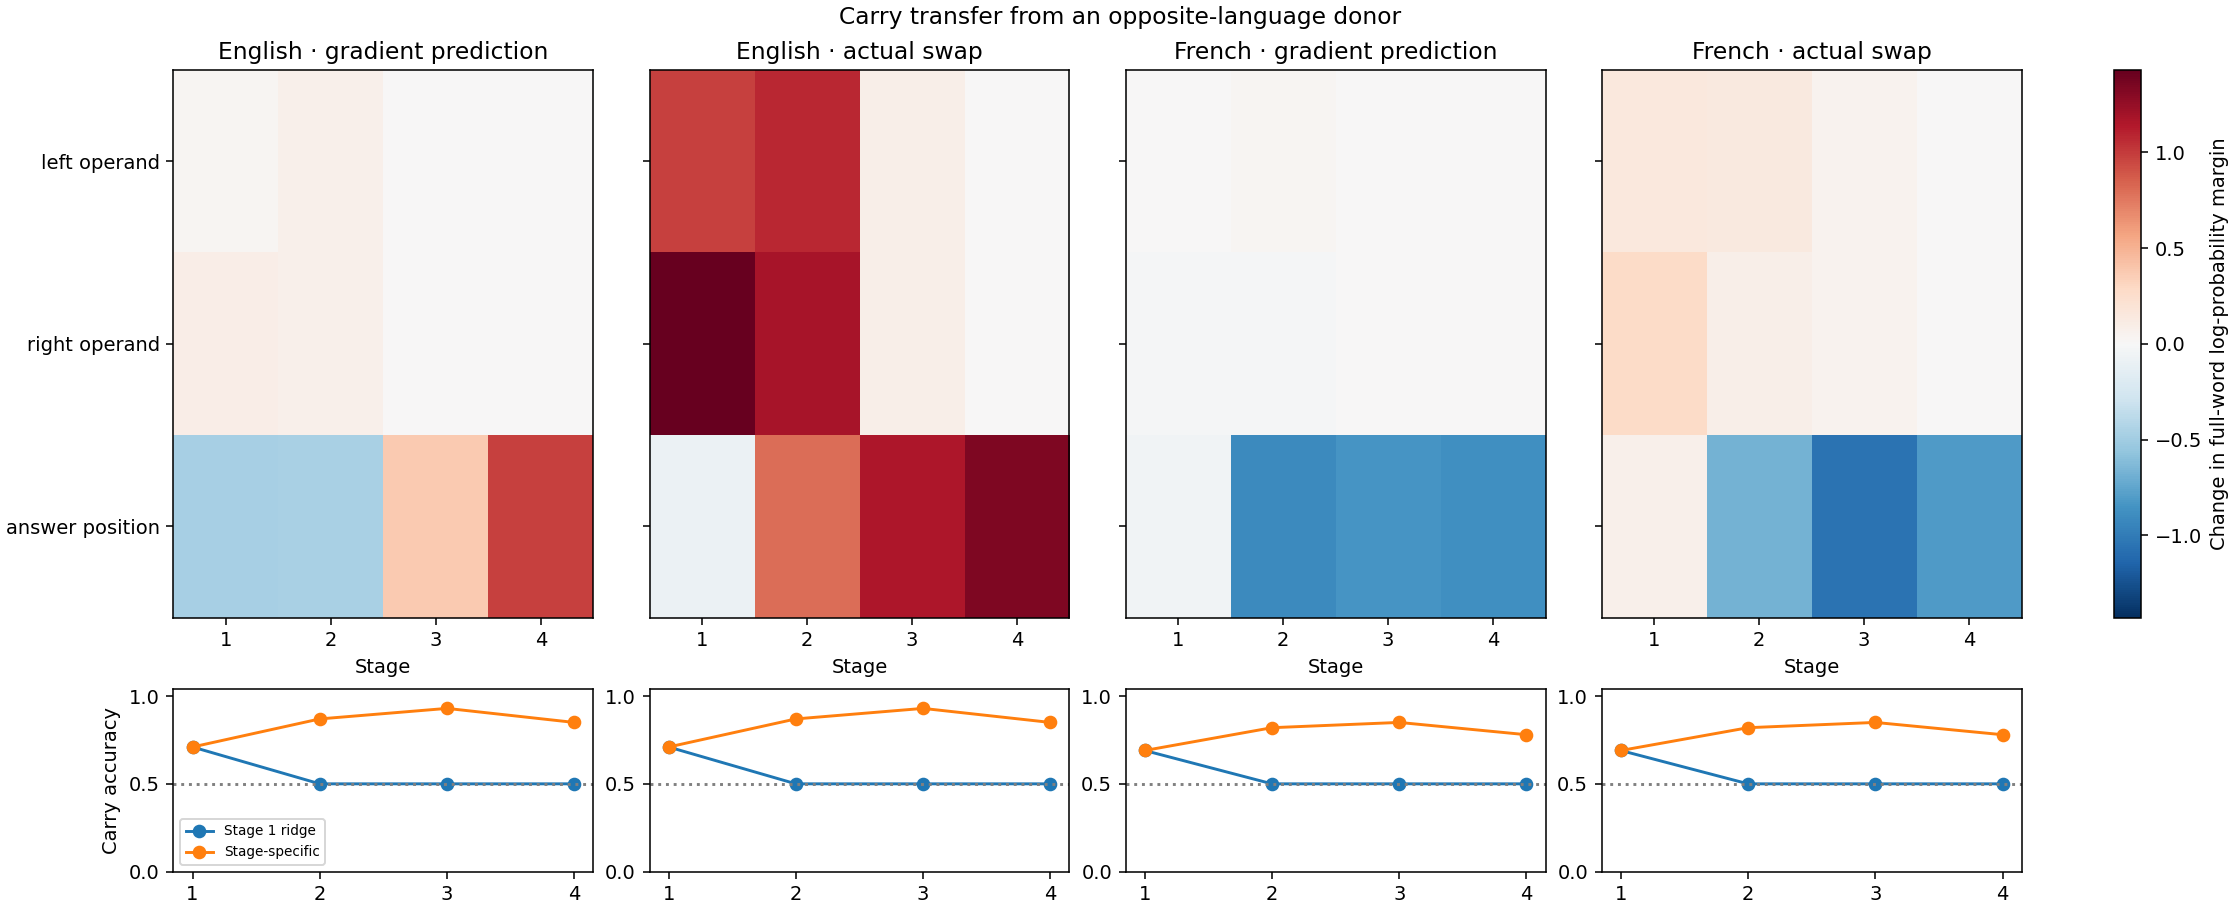 Carry transfer from an opposite-language donor
English · gradient prediction
English · actual swap
French · gradient prediction
French · actual swap
left operand
right operand
answer position
1 2 3 4
Stage
1 2 3 4
Stage
1 2 3 4
Stage
1 2 3 4
Stage
1.0
0.5
0.0
−0.5
−1.0
Change in full-word log-probability margin
Carry accuracy
1.0
0.5
0.0
Stage 1 ridge
Stage-specific
1 2 3 4
1.0
0.5
0.0
1 2 3 4
1.0
0.5
0.0
1 2 3 4
1.0
0.5
0.0
1 2 3 4